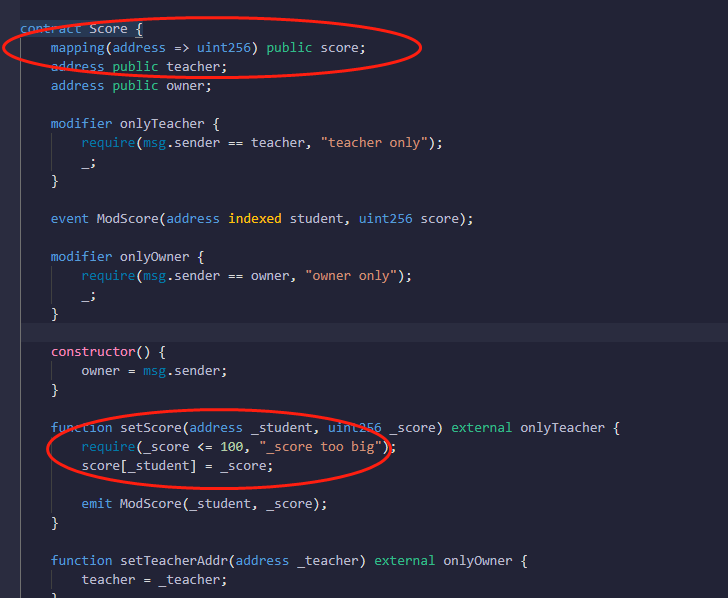 contract Score {
mapping(address => uint256) public score;
address public teacher;
address public owner;
modifier onlyTeacher {
require(msg.sender == teacher, "teacher only");
_;
}
event ModScore(address indexed student, uint256 score);
modifier onlyOwner {
require(msg.sender == owner, "owner only");
_;
}
constructor() {
owner = msg.sender;
}
function setScore(address _student, uint256 _score) external onlyTeacher {
require(_score <= 100, "_score too big");
score[_student] = _score;
emit ModScore(_student, _score);
}
function setTeacherAddr(address _teacher) external onlyOwner {
teacher = _teacher;
}